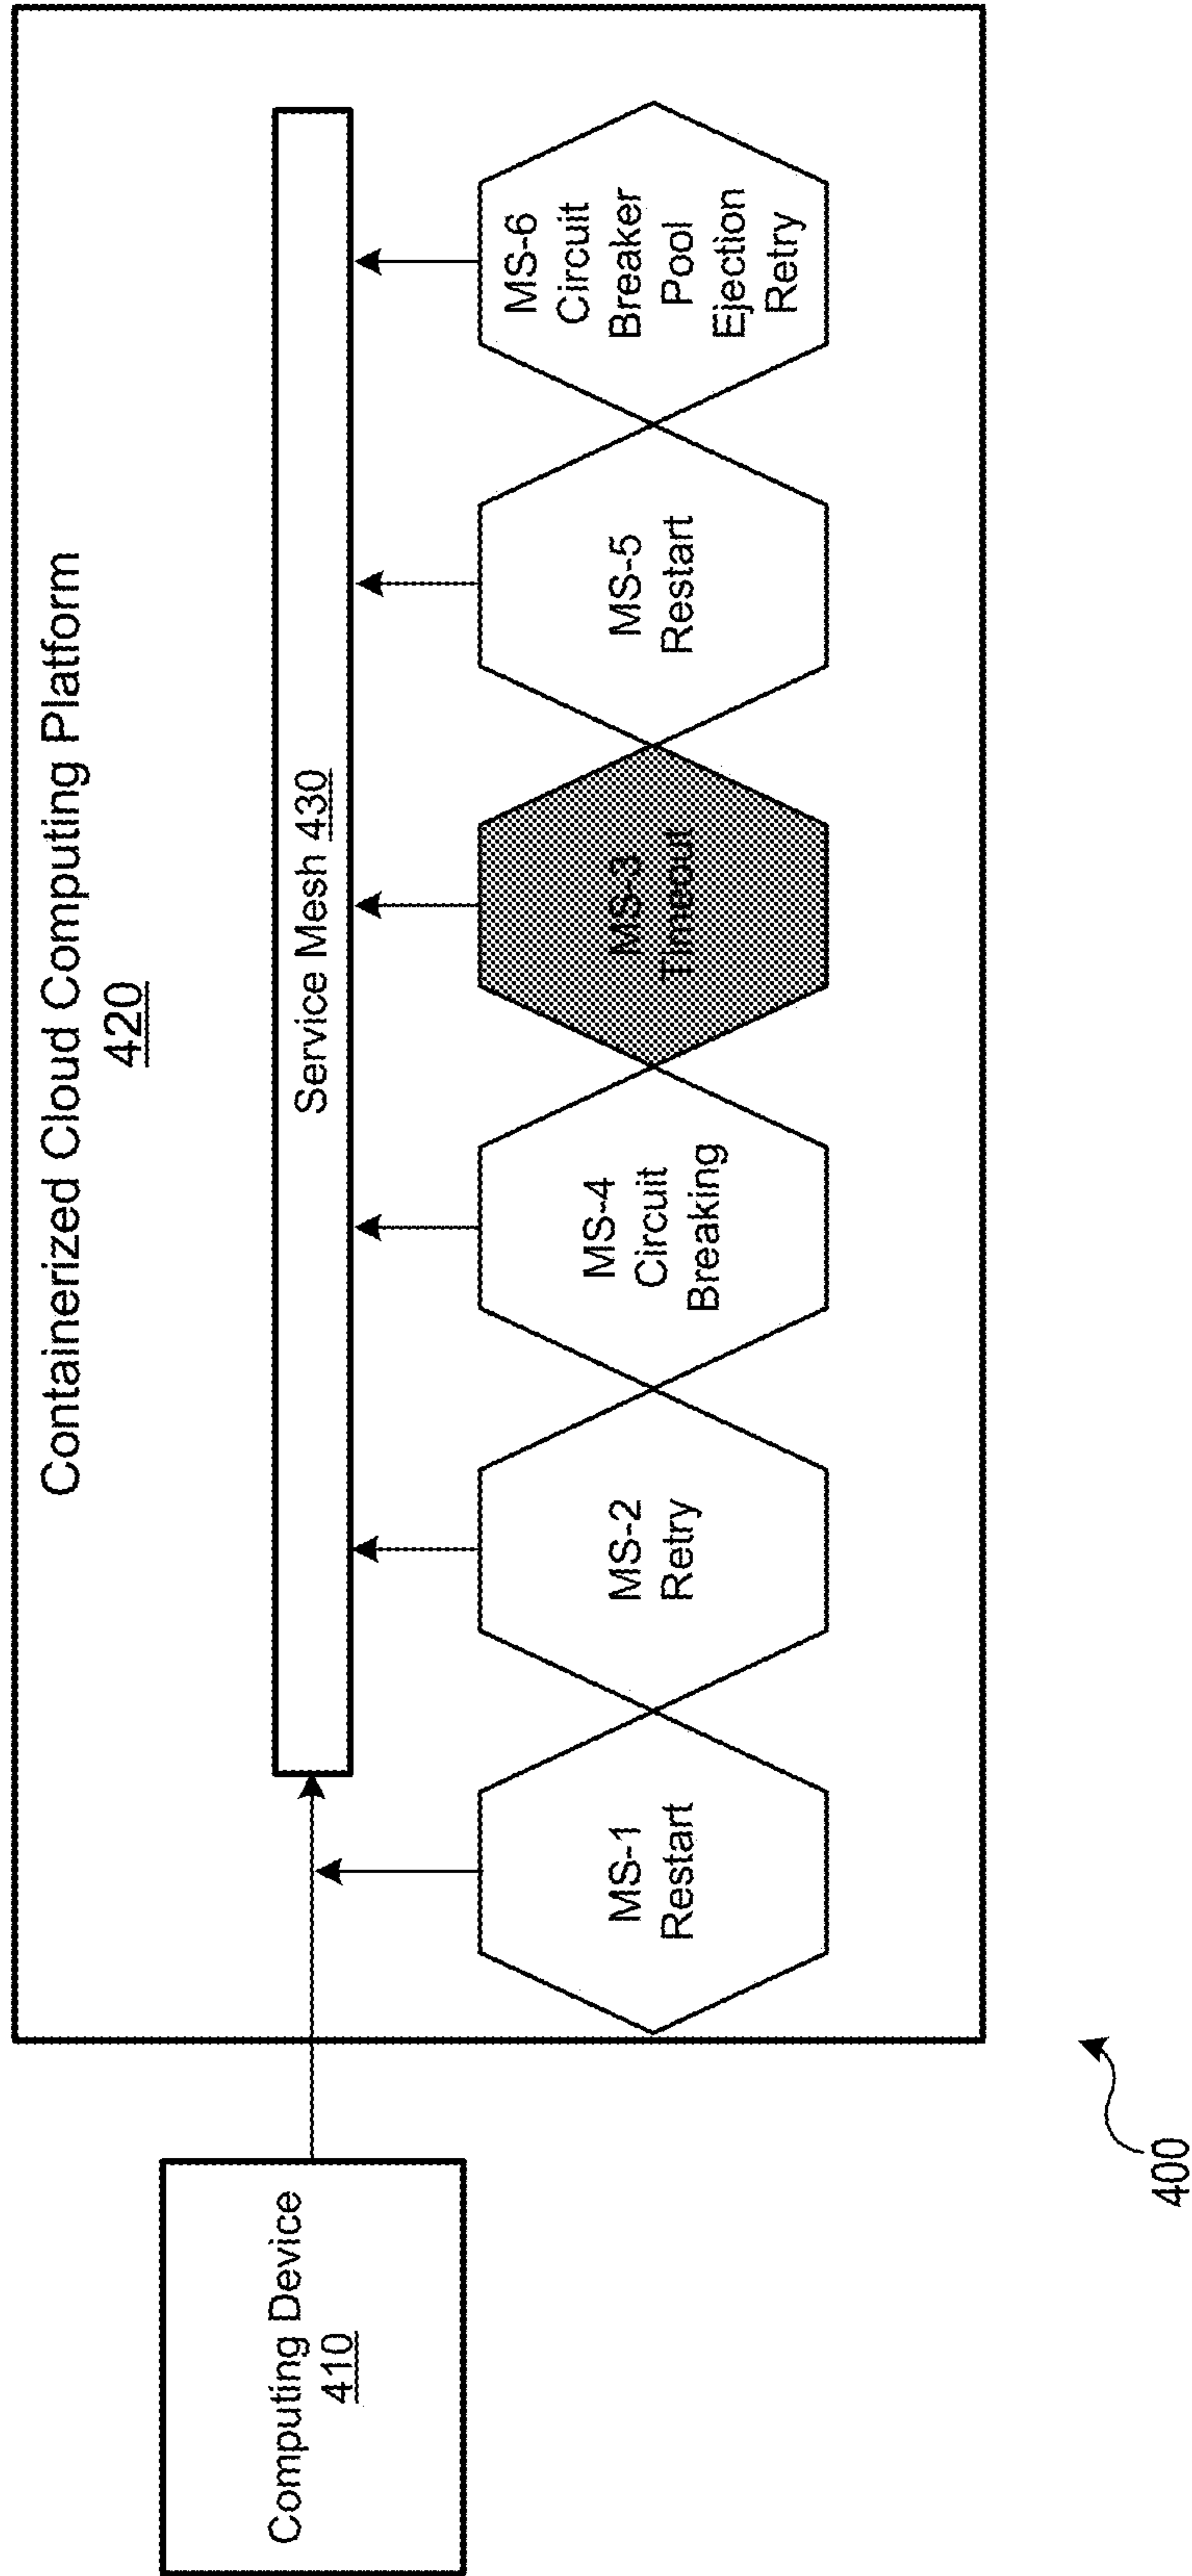 Containerized Cloud Computing Platform
420
Computing Device
410
Service Mesh 430
MS-1
Restart
MS-2
Retry
MS-4
Circuit
Breaking
MS-3
Timeout
MS-5
Restart
MS-6
Circuit
Breaker
Pool
Ejection
Retry
400